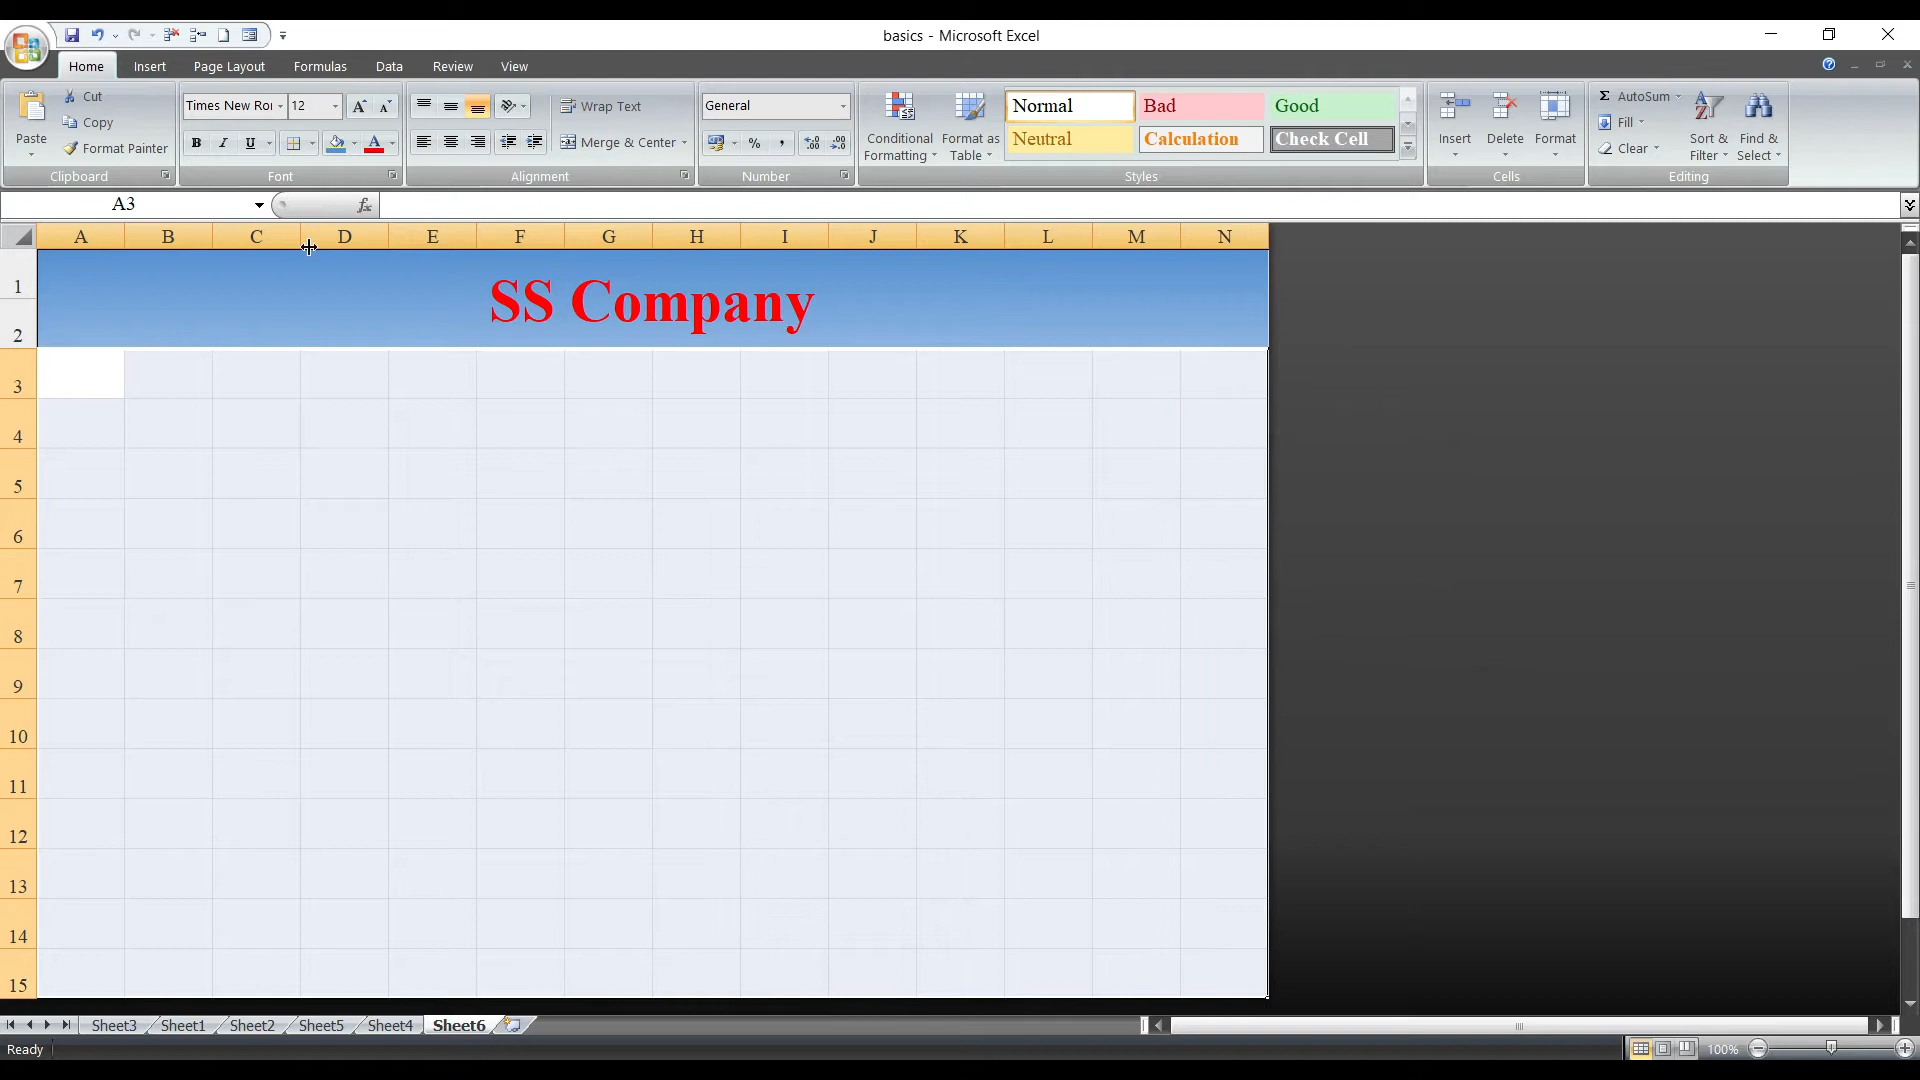 basics - Microsoft Excel
Home Insert Page Layout Formulas Data Review View
Paste
Cut
Copy
Format Painter
Clipboard
Times New Roı 12
B I U
Font
Wrap Text
Merge & Center
Alignment
General
% ,
Number
Conditional Formatting
Format as Table
Normal Bad Good
Neutral Calculation Check Cell
Styles
Insert Delete Format
Cells
Σ AutoSum
Fill
Clear
Sort & Filter
Find & Select
Editing
A3 fx
A B C D E F G H I J K L M N
1
SS Company
2
3
4
5
6
7
8
9
10
11
12
13
14
15
Sheet3 Sheet1 Sheet2 Sheet5 Sheet4 Sheet6
Ready 100%